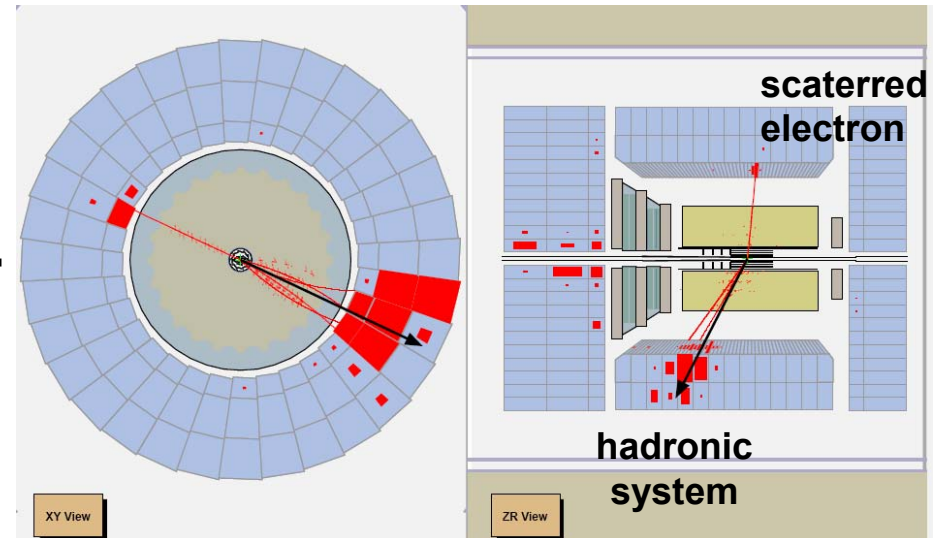 scaterred
electron
hadronic
system
XY View
ZR View